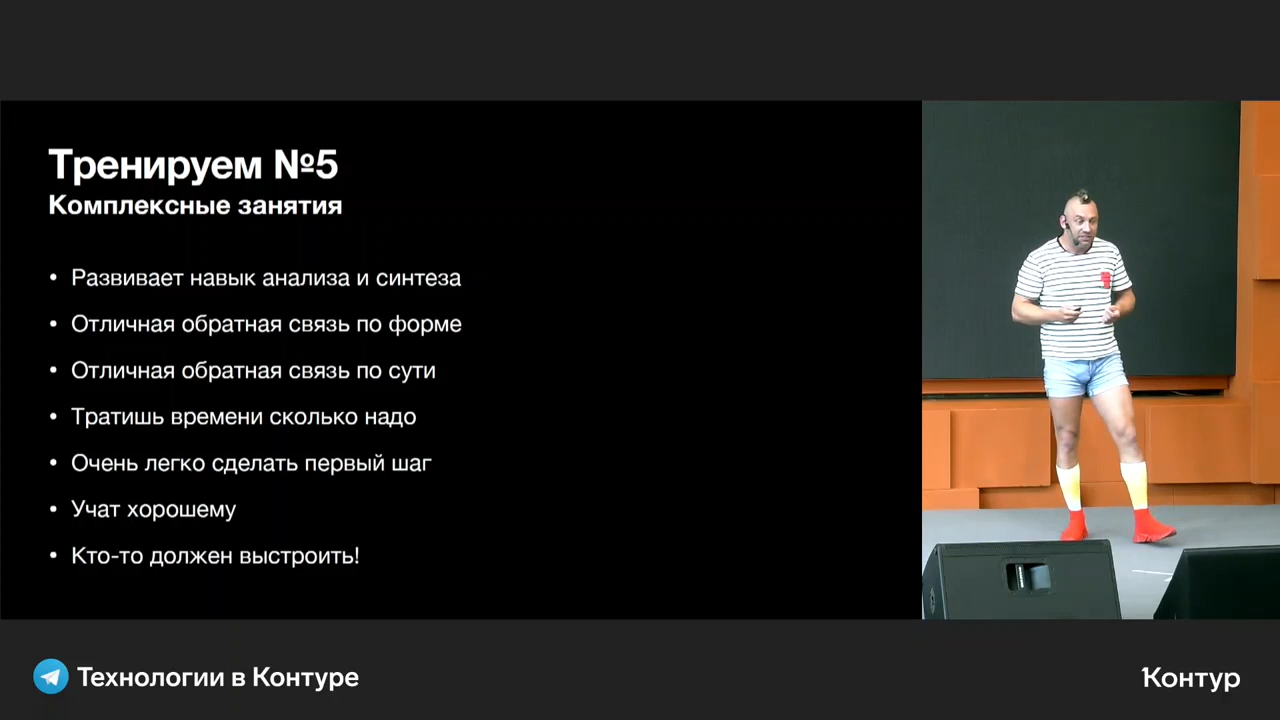 Тренируем №5
Комплексные занятия
• Развивает навык анализа и синтеза
• Отличная обратная связь по форме
• Отличная обратная связь по сути
• Тратишь времени сколько надо
• Очень легко сделать первый шаг
• Учат хорошему
• Кто-то должен выстроить!
Технологии в Контуре
Контур